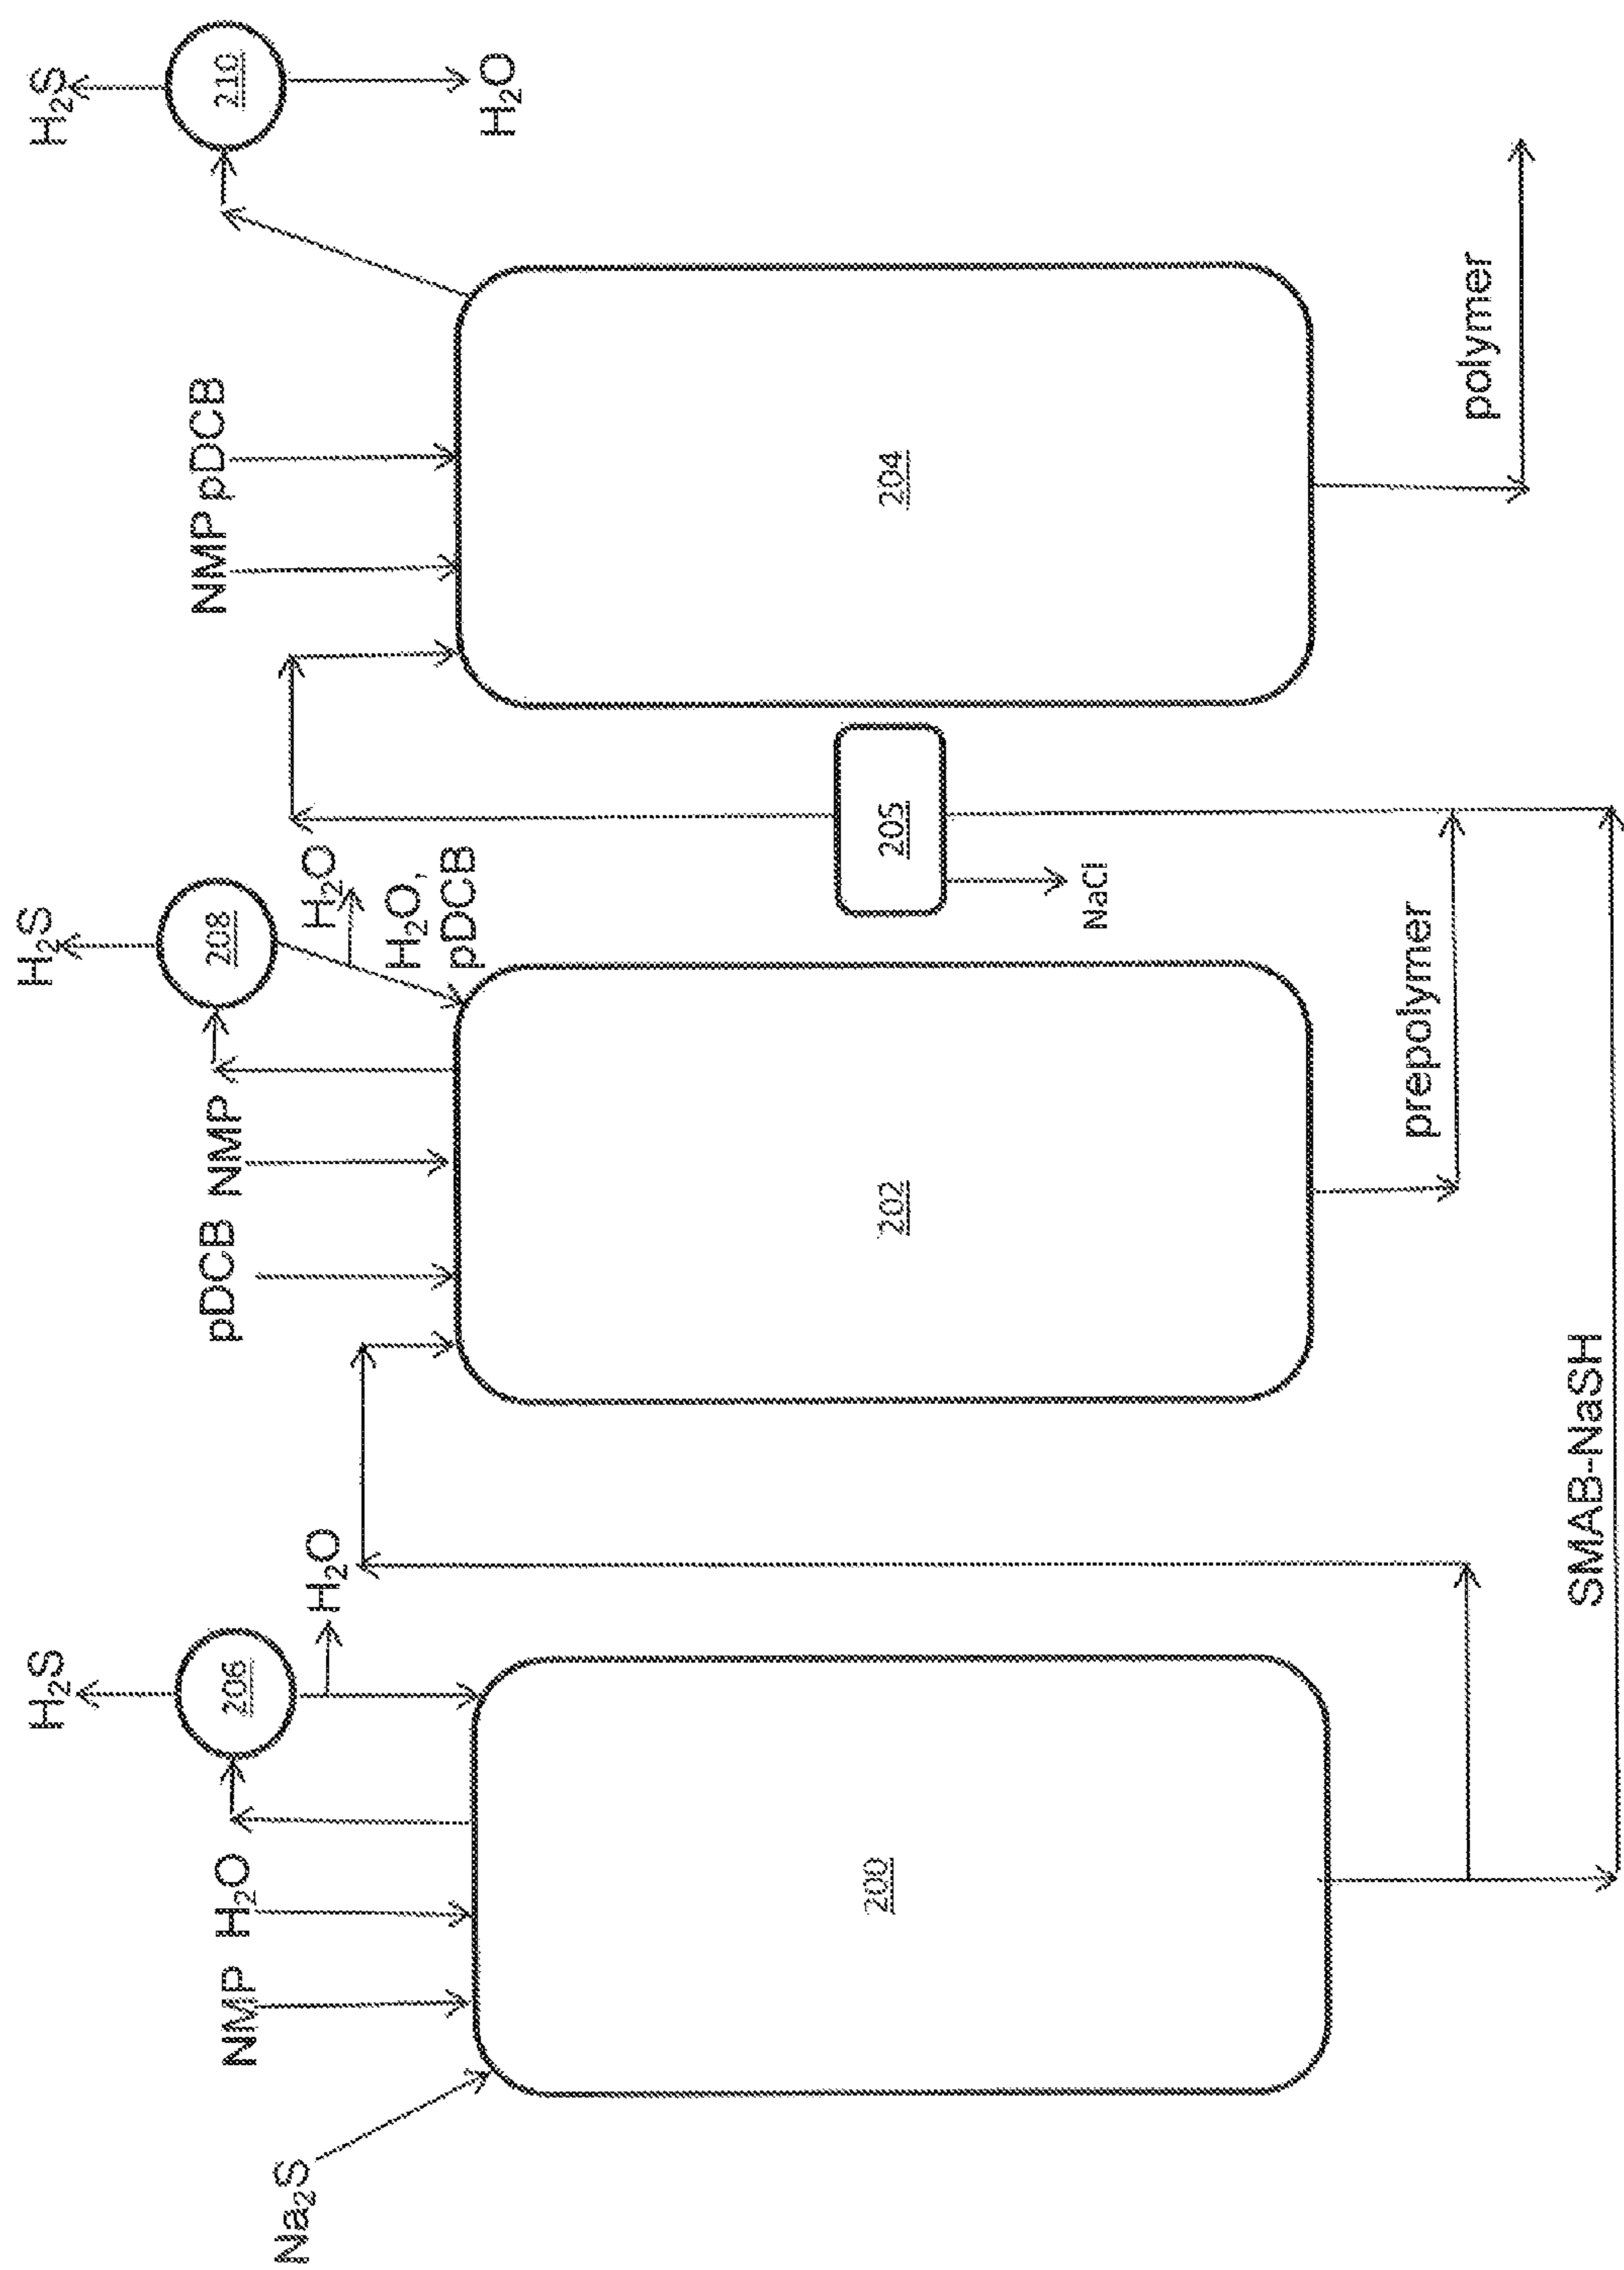 H₂S
H₂S
H₂S
206
208
210
Na₂S
NMP
H₂O
H₂O
pDCB
NMP
H₂O,
H₂O,
pDCB
NMP
pDCB
H₂O
200
202
205
204
NaCl
prepolymer
polymer
SMAB-NaSH